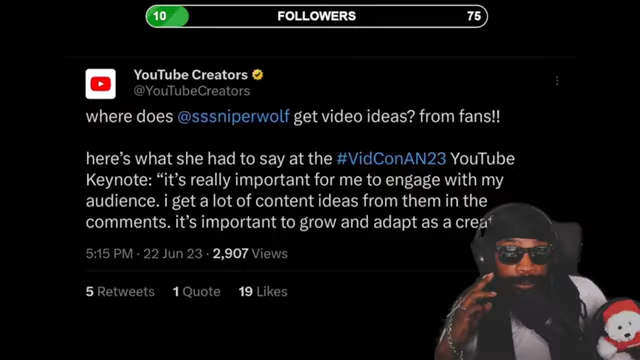 10 FOLLOWERS 75
YouTube Creators
@YouTubeCreators
where does @sssniperwolf get video ideas? from fans!!
here's what she had to say at the #VidConAN23 YouTube
Keynote: “it's really important for me to engage with my
audience. i get a lot of content ideas from them in the
comments. it's important to grow and adapt as a
5:15 PM · 22 Jun 23 · 2,907 Views
5 Retweets 1 Quote 19 Likes